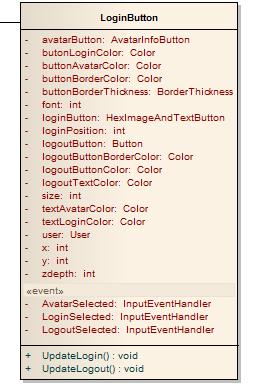 LoginButton
- avatarButton: AvatarInfoButton
- butonLoginColor: Color
- buttonAvatarColor: Color
- buttonBorderColor: Color
- buttonBorderThickness: BorderThickness
- font: int
- loginButton: HexImageAndTextButton
- loginPosition: int
- logoutButton: Button
- logoutButtonBorderColor: Color
- logoutButtonColor: Color
- logoutTextColor: Color
- size: int
- textAvatarColor: Color
- textLoginColor: Color
- user: User
- x: int
- y: int
- zdepth: int
«event»
- AvatarSelected: InputEventHandler
- LoginSelected: InputEventHandler
- LogoutSelected: InputEventHandler
+ UpdateLogin() : void
+ UpdateLogout() : void